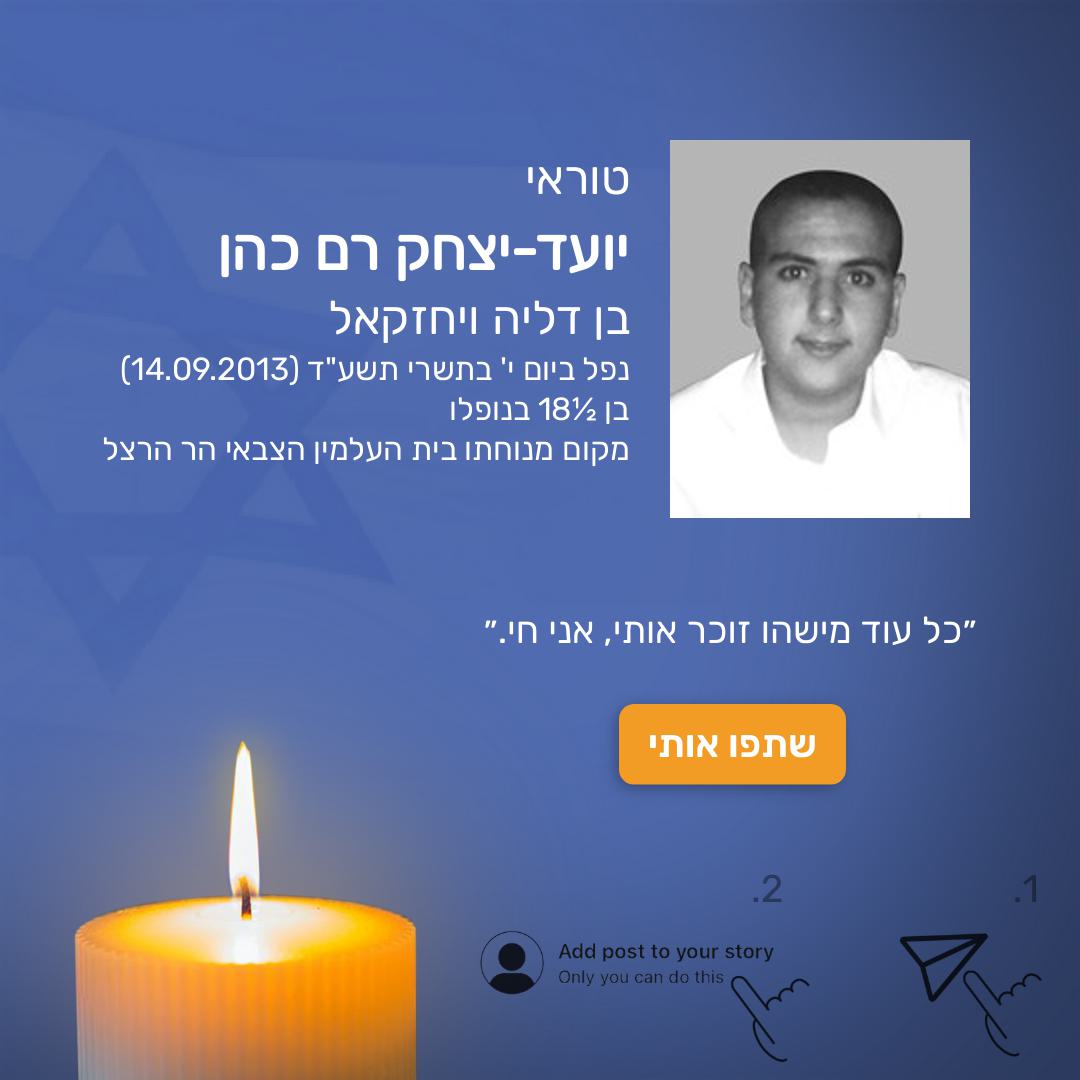 טוראי
יועד-יצחק רם כהן
בן דליה ויחזקאל
נפל ביום י' בתשרי תשע"ד (14.09.2013)
בן 18½ בנופלו
מקום מנוחתו בית העלמין הצבאי הר הרצל
״כל עוד מישהו זוכר אותי, אני חי.״
שתפו אותי
1.
2.
Add post to your story
Only you can do this